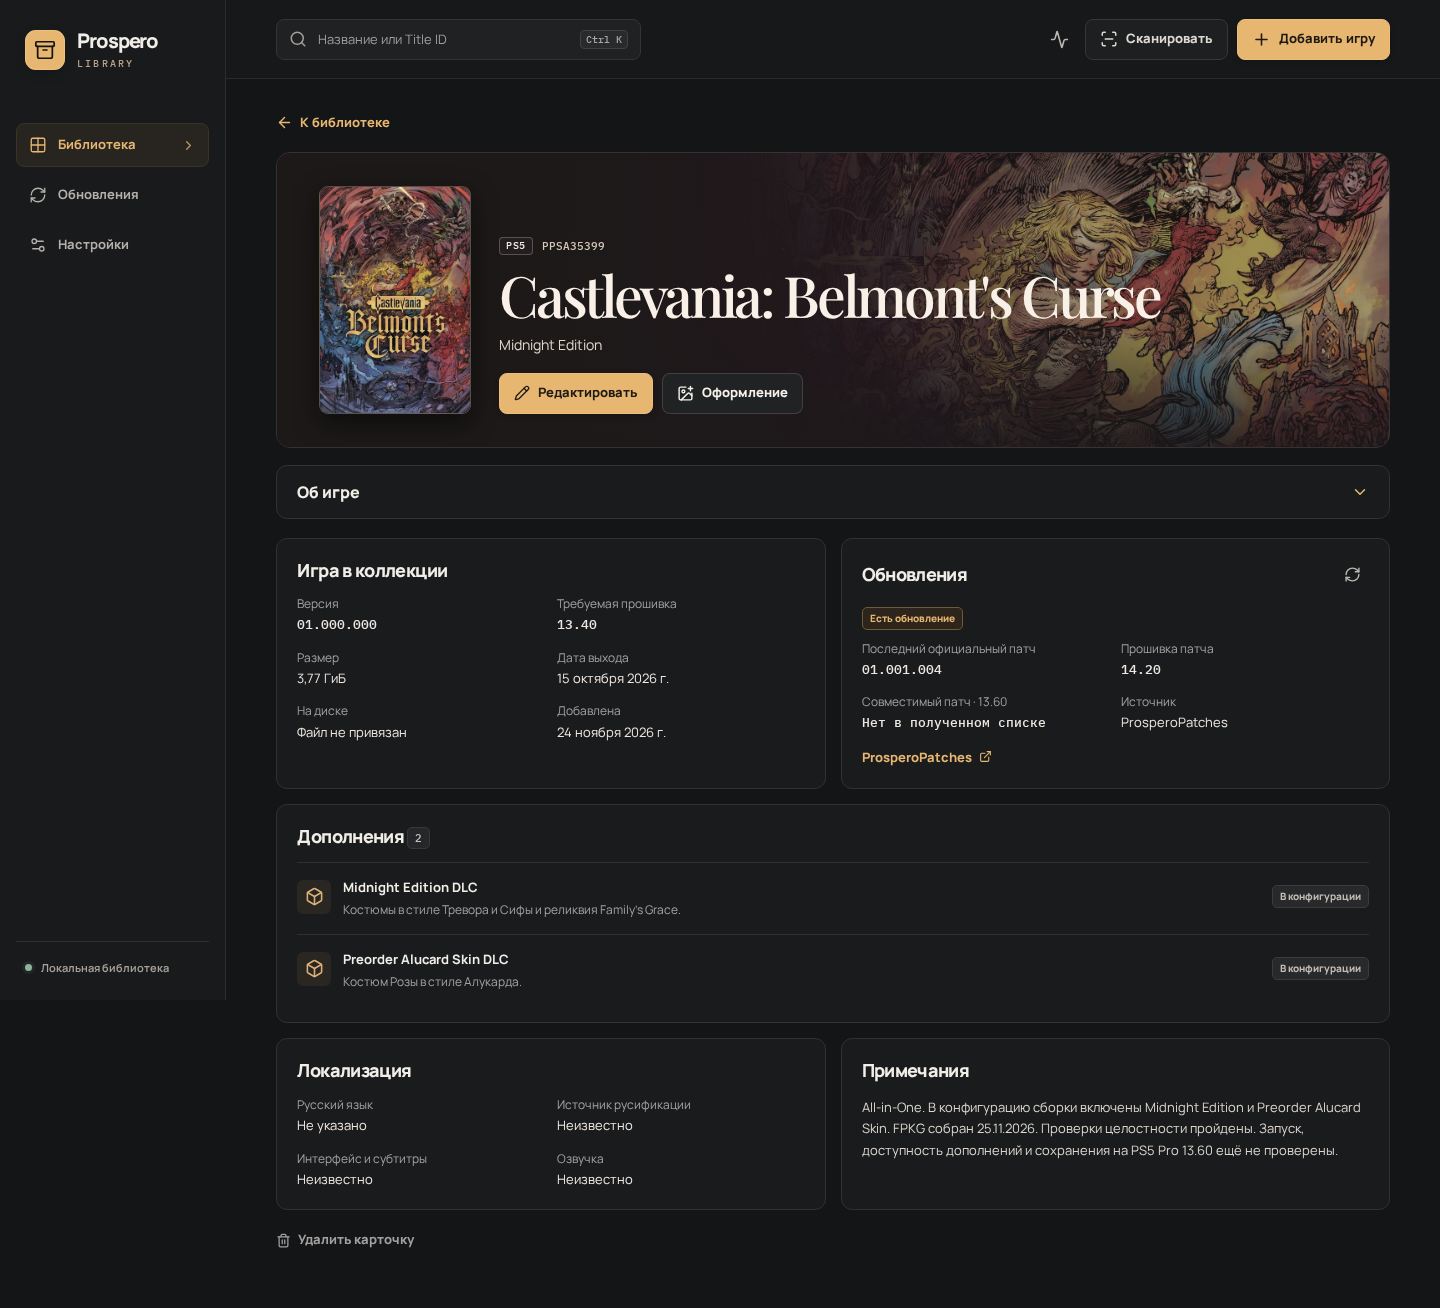 Prospero
LIBRARY
Название или Title ID
Ctrl K
Сканировать
Добавить игру
Библиотека
Обновления
Настройки
К библиотеке
Castlevania
Belmont's
Curse
PS5 PPSA35399
Castlevania: Belmont's Curse
Midnight Edition
Редактировать
Оформление
Об игре
Игра в коллекции
Версия
01.000.000
Требуемая прошивка
13.40
Размер
3,77 ГиБ
Дата выхода
15 октября 2026 г.
На диске
Файл не привязан
Добавлена
24 ноября 2026 г.
Обновления
Есть обновление
Последний официальный патч
01.001.004
Прошивка патча
14.20
Совместимый патч · 13.60
Нет в полученном списке
Источник
ProsperoPatches
ProsperoPatches
Дополнения 2
Midnight Edition DLC
Костюмы в стиле Тревора и Сифы и реликвия Family's Grace.
В конфигурации
Preorder Alucard Skin DLC
Костюм Розы в стиле Алукарда.
В конфигурации
Локализация
Русский язык
Не указано
Источник русификации
Неизвестно
Интерфейс и субтитры
Неизвестно
Озвучка
Неизвестно
Примечания
All-in-One. В конфигурацию сборки включены Midnight Edition и Preorder Alucard
Skin. FPKG собран 25.11.2026. Проверки целостности пройдены. Запуск,
доступность дополнений и сохранения на PS5 Pro 13.60 ещё не проверены.
Удалить карточку
Локальная библиотека